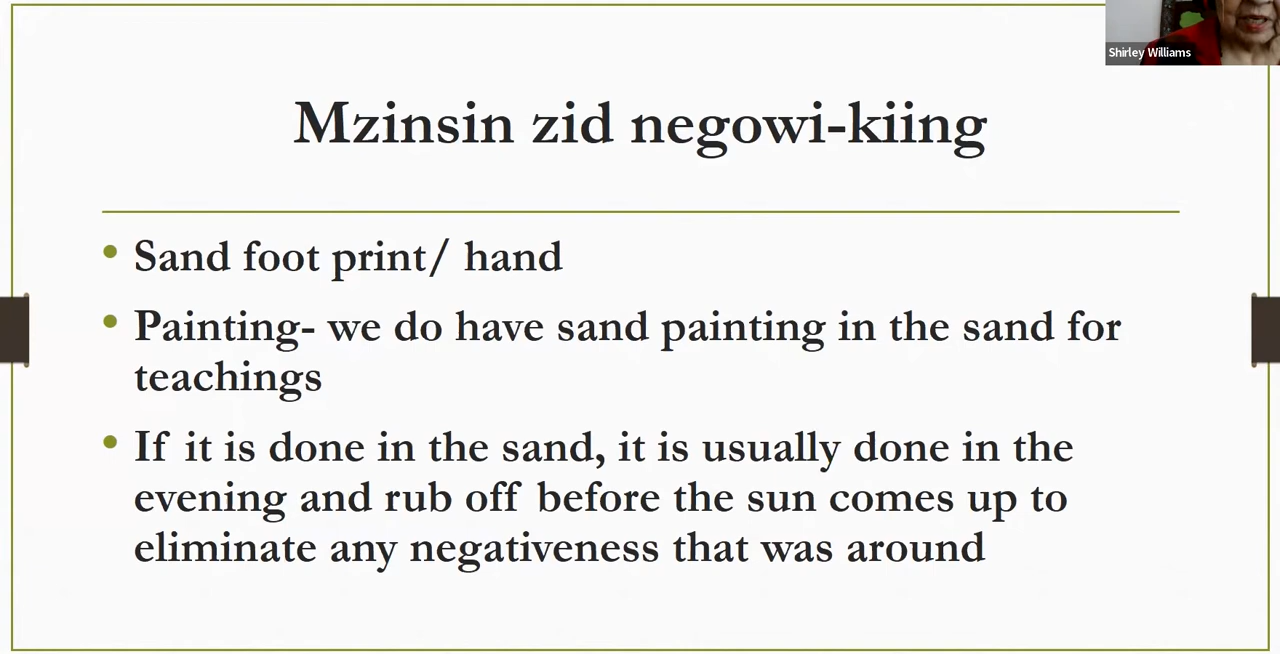 Shirley Williams
Mzinsin zid negowi-kiing
• Sand foot print/ hand
• Painting- we do have sand painting in the sand for
teachings
• If it is done in the sand, it is usually done in the
evening and rub off before the sun comes up to
eliminate any negativeness that was around